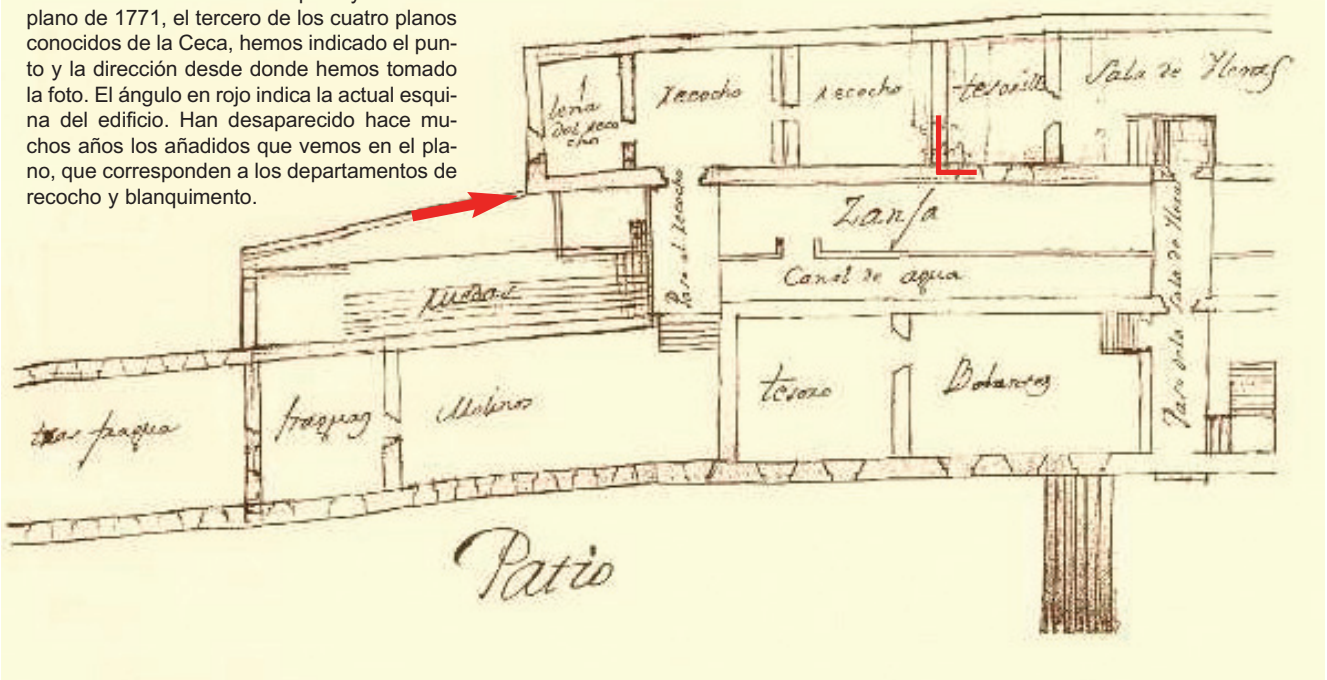 plano de 1771, el tercero de los cuatro planos
conocidos de la Ceca, hemos indicado el pun-
to y la dirección desde donde hemos tomado
la foto. El ángulo en rojo indica la actual esqui-
na del edificio. Han desaparecido hace mu-
chos años los añadidos que vemos en el pla-
no, que corresponden a los departamentos de
recocho y blanquimento.
leña
del reco
cho
recocho
recocho
tesorillo
Sala de
Zanja
Paso al Recocho
Canal de agua
Paso de la Sala de
ruedas
tras fragua
fraguas
Molinos
tesoro
Balanzas
Patio